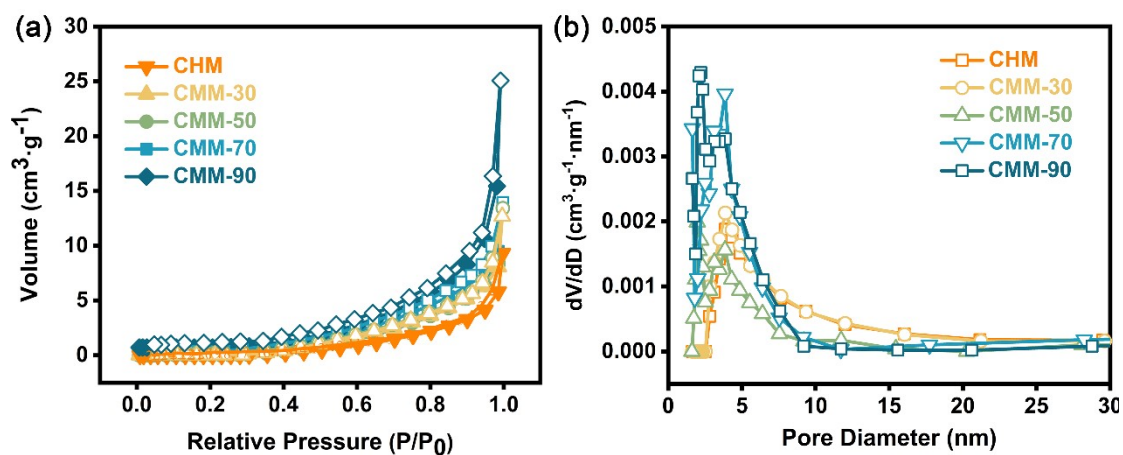 (a)
Volume (cm³·g⁻¹)
30
25
20
15
10
5
0
CHM
CMM-30
CMM-50
CMM-70
CMM-90
0.0 0.2 0.4 0.6 0.8 1.0
Relative Pressure (P/P₀)
(b)
dV/dD (cm³·g⁻¹·nm⁻¹)
0.005
0.004
0.003
0.002
0.001
0.000
CHM
CMM-30
CMM-50
CMM-70
CMM-90
0 5 10 15 20 25 30
Pore Diameter (nm)